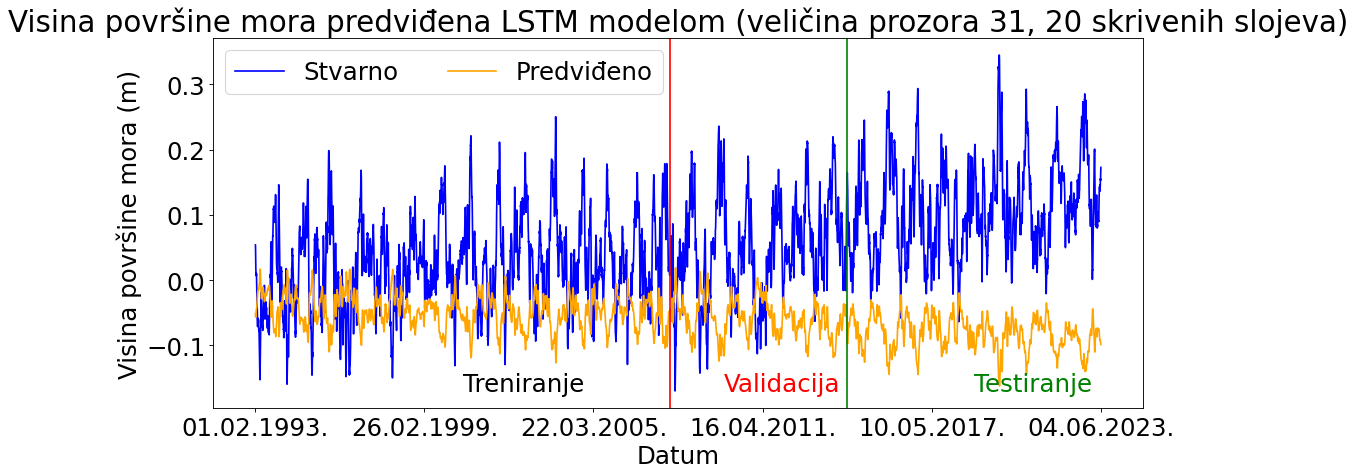 Visina površine mora predviđena LSTM modelom (veličina prozora 31, 20 skrivenih slojeva)
Stvarno
Predviđeno
Visina površine mora (m)
0.3
0.2
0.1
0.0
−0.1
Treniranje
Validacija
Testiranje
01.02.1993.
26.02.1999.
22.03.2005.
16.04.2011.
10.05.2017.
04.06.2023.
Datum